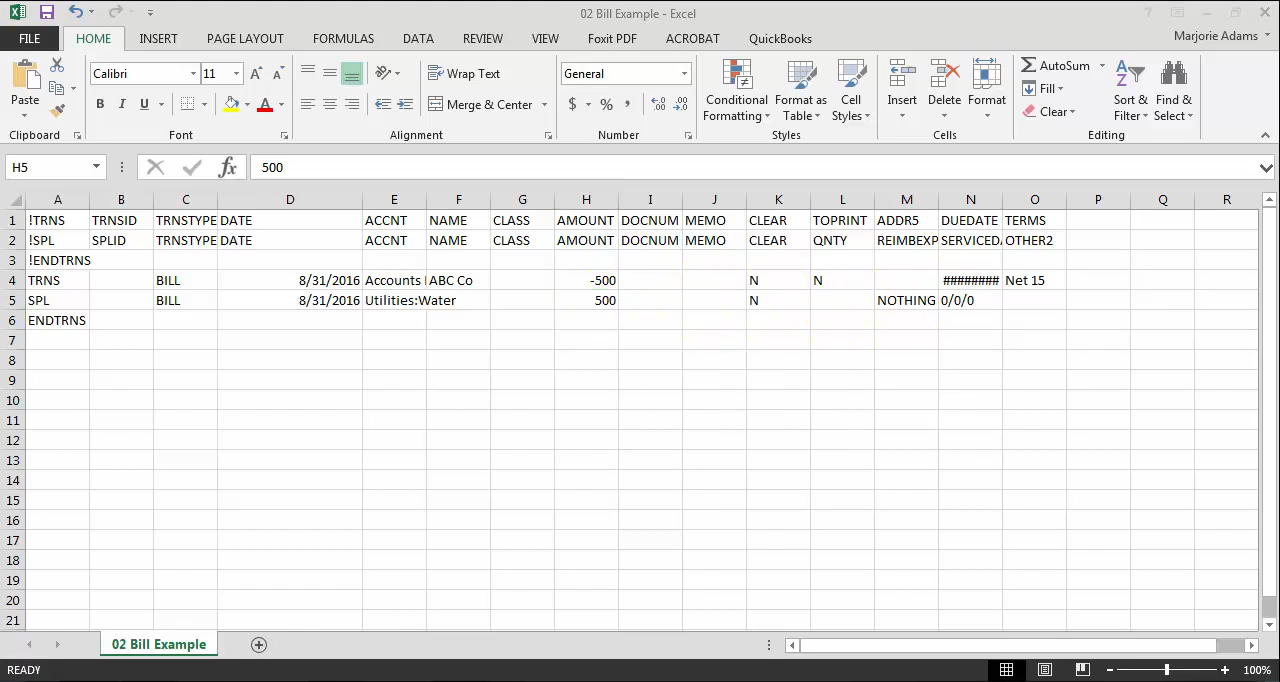 02 Bill Example - Excel
?
FILE HOME INSERT PAGE LAYOUT FORMULAS DATA REVIEW VIEW Foxit PDF ACROBAT QuickBooks Marjorie Adams
Paste
Clipboard
Calibri 11 A A
B I U A
Font
Wrap Text
Merge & Center
Alignment
General
$ % , .0 .00 .00 .0
Number
Conditional Formatting
Format as Table
Cell Styles
Styles
Insert Delete Format
Cells
Σ AutoSum
Fill
Clear
A Z Sort & Filter
Find & Select
Editing
H5 fx 500
A B C D E F G H I J K L M N O P Q R
1 !TRNS TRNSID TRNSTYPE DATE ACCNT NAME CLASS AMOUNT DOCNUM MEMO CLEAR TOPRINT ADDR5 DUEDATE TERMS
2 !SPL SPLID TRNSTYPE DATE ACCNT NAME CLASS AMOUNT DOCNUM MEMO CLEAR QNTY REIMBEXP SERVICEDA OTHER2
3 !ENDTRNS
4 TRNS BILL 8/31/2016 Accounts ABC Co -500 N N ######## Net 15
5 SPL BILL 8/31/2016 Utilities:Water 500 N NOTHING 0/0/0
6 ENDTRNS
7
8
9
10
11
12
13
14
15
16
17
18
19
20
21
02 Bill Example
READY 100%